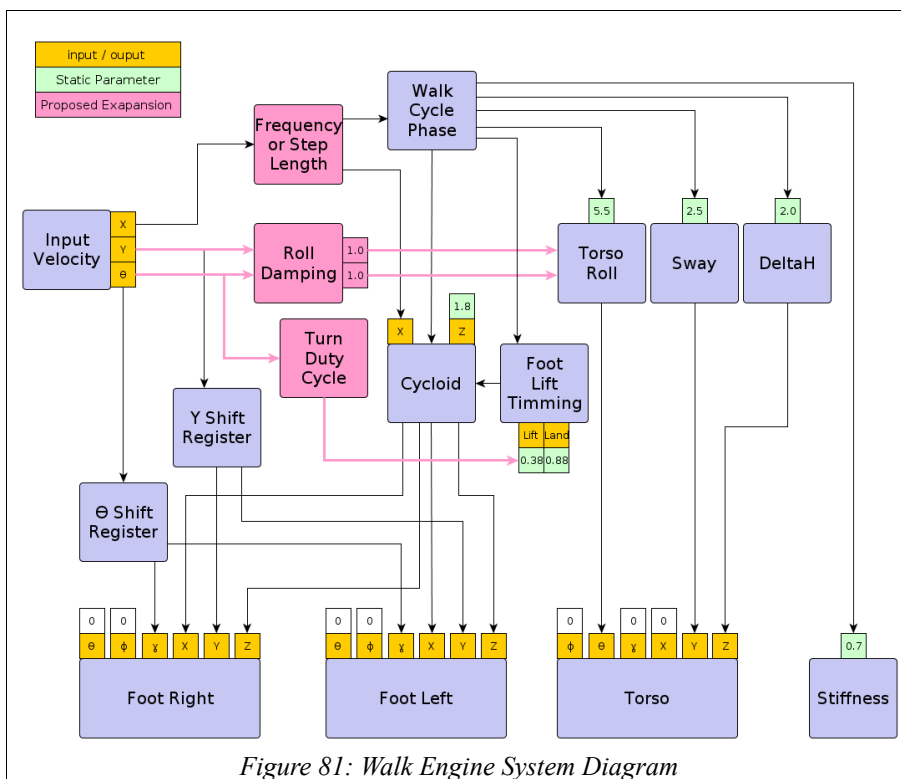 input / ouput
Static Parameter
Proposed Exapansion
Walk
Cycle
Phase
Frequency
or Step
Length
Input
Velocity
X
Y
Θ
Roll
Damping
1.0
1.0
5.5
Torso
Roll
2.5
Sway
2.0
DeltaH
Turn
Duty
Cycle
X
1.8
Z
Cycloid
Foot
Lift
Timming
Lift Land
0.38 0.88
Y Shift
Register
Θ Shift
Register
0 0
Θ ϕ ɣ X Y Z
Foot Right
0 0
Θ ϕ ɣ X Y Z
Foot Left
0 0 0
ϕ Θ ɣ X Y Z
Torso
0.7
Stiffness
Figure 81: Walk Engine System Diagram